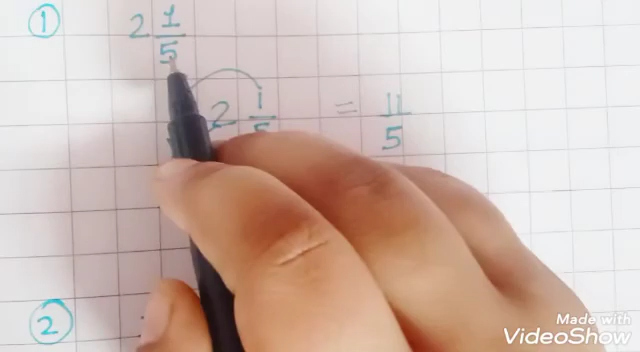 ① 2 1/5
2 1/5 = 11/5
②
Made with
VideoShow